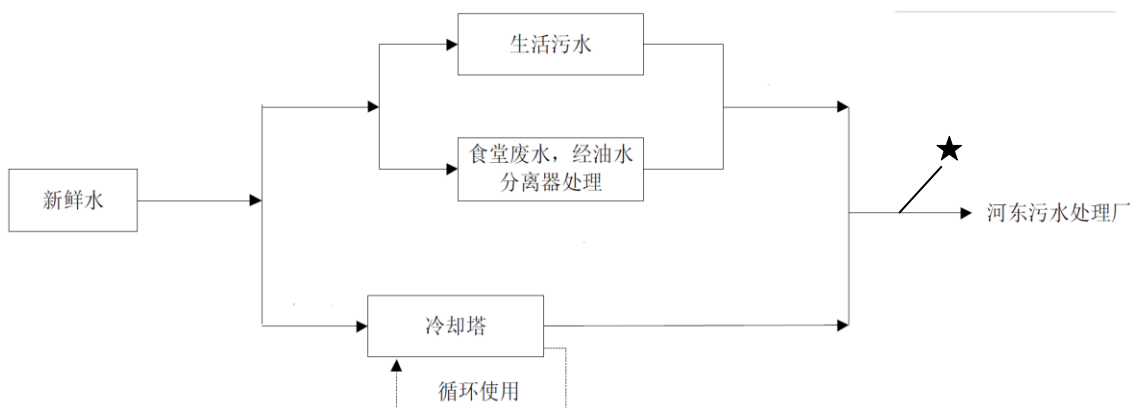 生活污水
食堂废水，经油水
分离器处理
新鲜水
河东污水处理厂
冷却塔
循环使用